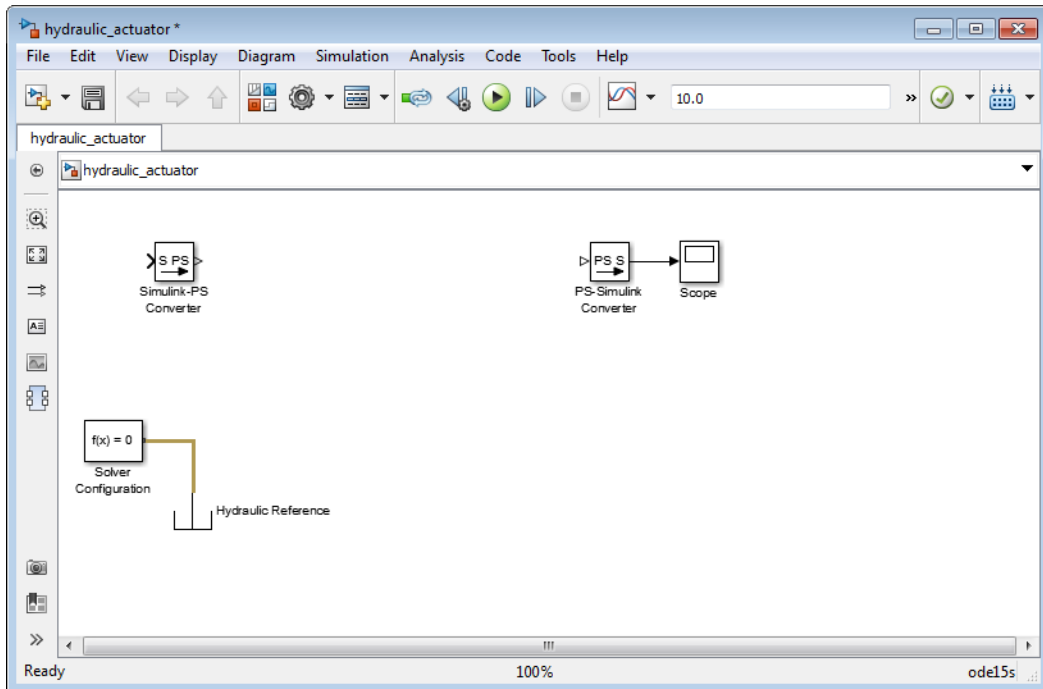 hydraulic_actuator *
File Edit View Display Diagram Simulation Analysis Code Tools Help
10.0 »
hydraulic_actuator
hydraulic_actuator
S PS
Simulink-PS
Converter
PS S
PS-Simulink
Converter
Scope
f(x) = 0
Solver
Configuration
Hydraulic Reference
A
»
Ready 100% ode15s